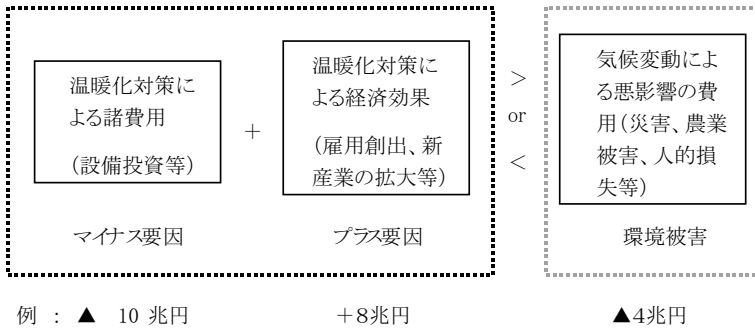 温暖化対策に
よる諸費用
(設備投資等)
マイナス要因
+
温暖化対策に
よる経済効果
(雇用創出、新
産業の拡大等)
プラス要因
>
or
<
気候変動によ
る悪影響の費
用(災害、農業
被害、人的損
失等)
環境被害
例 : ▲ 10 兆円 +8兆円 ▲4兆円